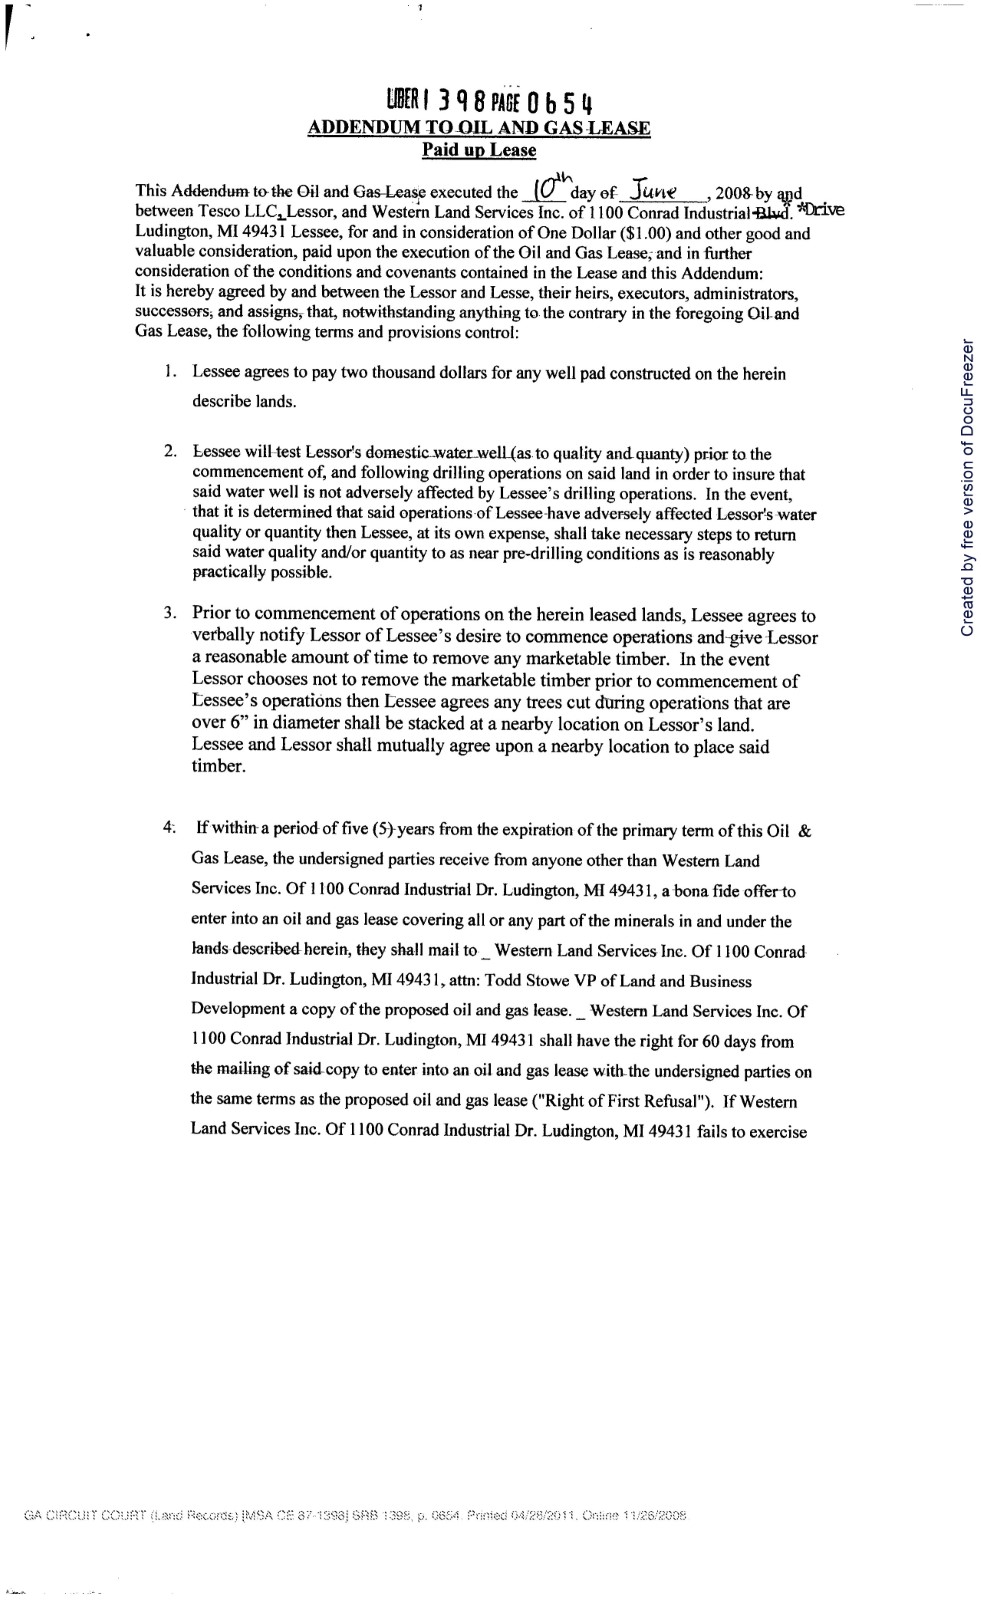 LIBER 1398 PAGE 0654
ADDENDUM TO OIL AND GAS LEASE
Paid up Lease
This Addendum to the Oil and Gas Lease executed the 10th day of June, 2008 by and
between Tesco LLC, Lessor, and Western Land Services Inc. of 1100 Conrad Industrial Blvd. *Drive
Ludington, MI 49431 Lessee, for and in consideration of One Dollar ($1.00) and other good and
valuable consideration, paid upon the execution of the Oil and Gas Lease, and in further
consideration of the conditions and covenants contained in the Lease and this Addendum:
It is hereby agreed by and between the Lessor and Lesse, their heirs, executors, administrators,
successors, and assigns, that, notwithstanding anything to the contrary in the foregoing Oil and
Gas Lease, the following terms and provisions control:
1. Lessee agrees to pay two thousand dollars for any well pad constructed on the herein
describe lands.
2. Lessee will test Lessor's domestic water well (as to quality and quanty) prior to the
commencement of, and following drilling operations on said land in order to insure that
said water well is not adversely affected by Lessee's drilling operations. In the event,
that it is determined that said operations of Lessee have adversely affected Lessor's water
quality or quantity then Lessee, at its own expense, shall take necessary steps to return
said water quality and/or quantity to as near pre-drilling conditions as is reasonably
practically possible.
3. Prior to commencement of operations on the herein leased lands, Lessee agrees to
verbally notify Lessor of Lessee's desire to commence operations and give Lessor
a reasonable amount of time to remove any marketable timber. In the event
Lessor chooses not to remove the marketable timber prior to commencement of
Lessee's operations then Lessee agrees any trees cut during operations that are
over 6" in diameter shall be stacked at a nearby location on Lessor's land.
Lessee and Lessor shall mutually agree upon a nearby location to place said
timber.
4. If within a period of five (5) years from the expiration of the primary term of this Oil &
Gas Lease, the undersigned parties receive from anyone other than Western Land
Services Inc. Of 1100 Conrad Industrial Dr. Ludington, MI 49431, a bona fide offer to
enter into an oil and gas lease covering all or any part of the minerals in and under the
lands described herein, they shall mail to _ Western Land Services Inc. Of 1100 Conrad
Industrial Dr. Ludington, MI 49431, attn: Todd Stowe VP of Land and Business
Development a copy of the proposed oil and gas lease. _ Western Land Services Inc. Of
1100 Conrad Industrial Dr. Ludington, MI 49431 shall have the right for 60 days from
the mailing of said copy to enter into an oil and gas lease with the undersigned parties on
the same terms as the proposed oil and gas lease ("Right of First Refusal"). If Western
Land Services Inc. Of 1100 Conrad Industrial Dr. Ludington, MI 49431 fails to exercise
Created by free version of DocuFreezer
GA CIRCUIT COURT (Land Records) [MSA CE 87-1398] SRB 1398, p. 0654. Printed 04/28/2011. Online 11/26/2008.